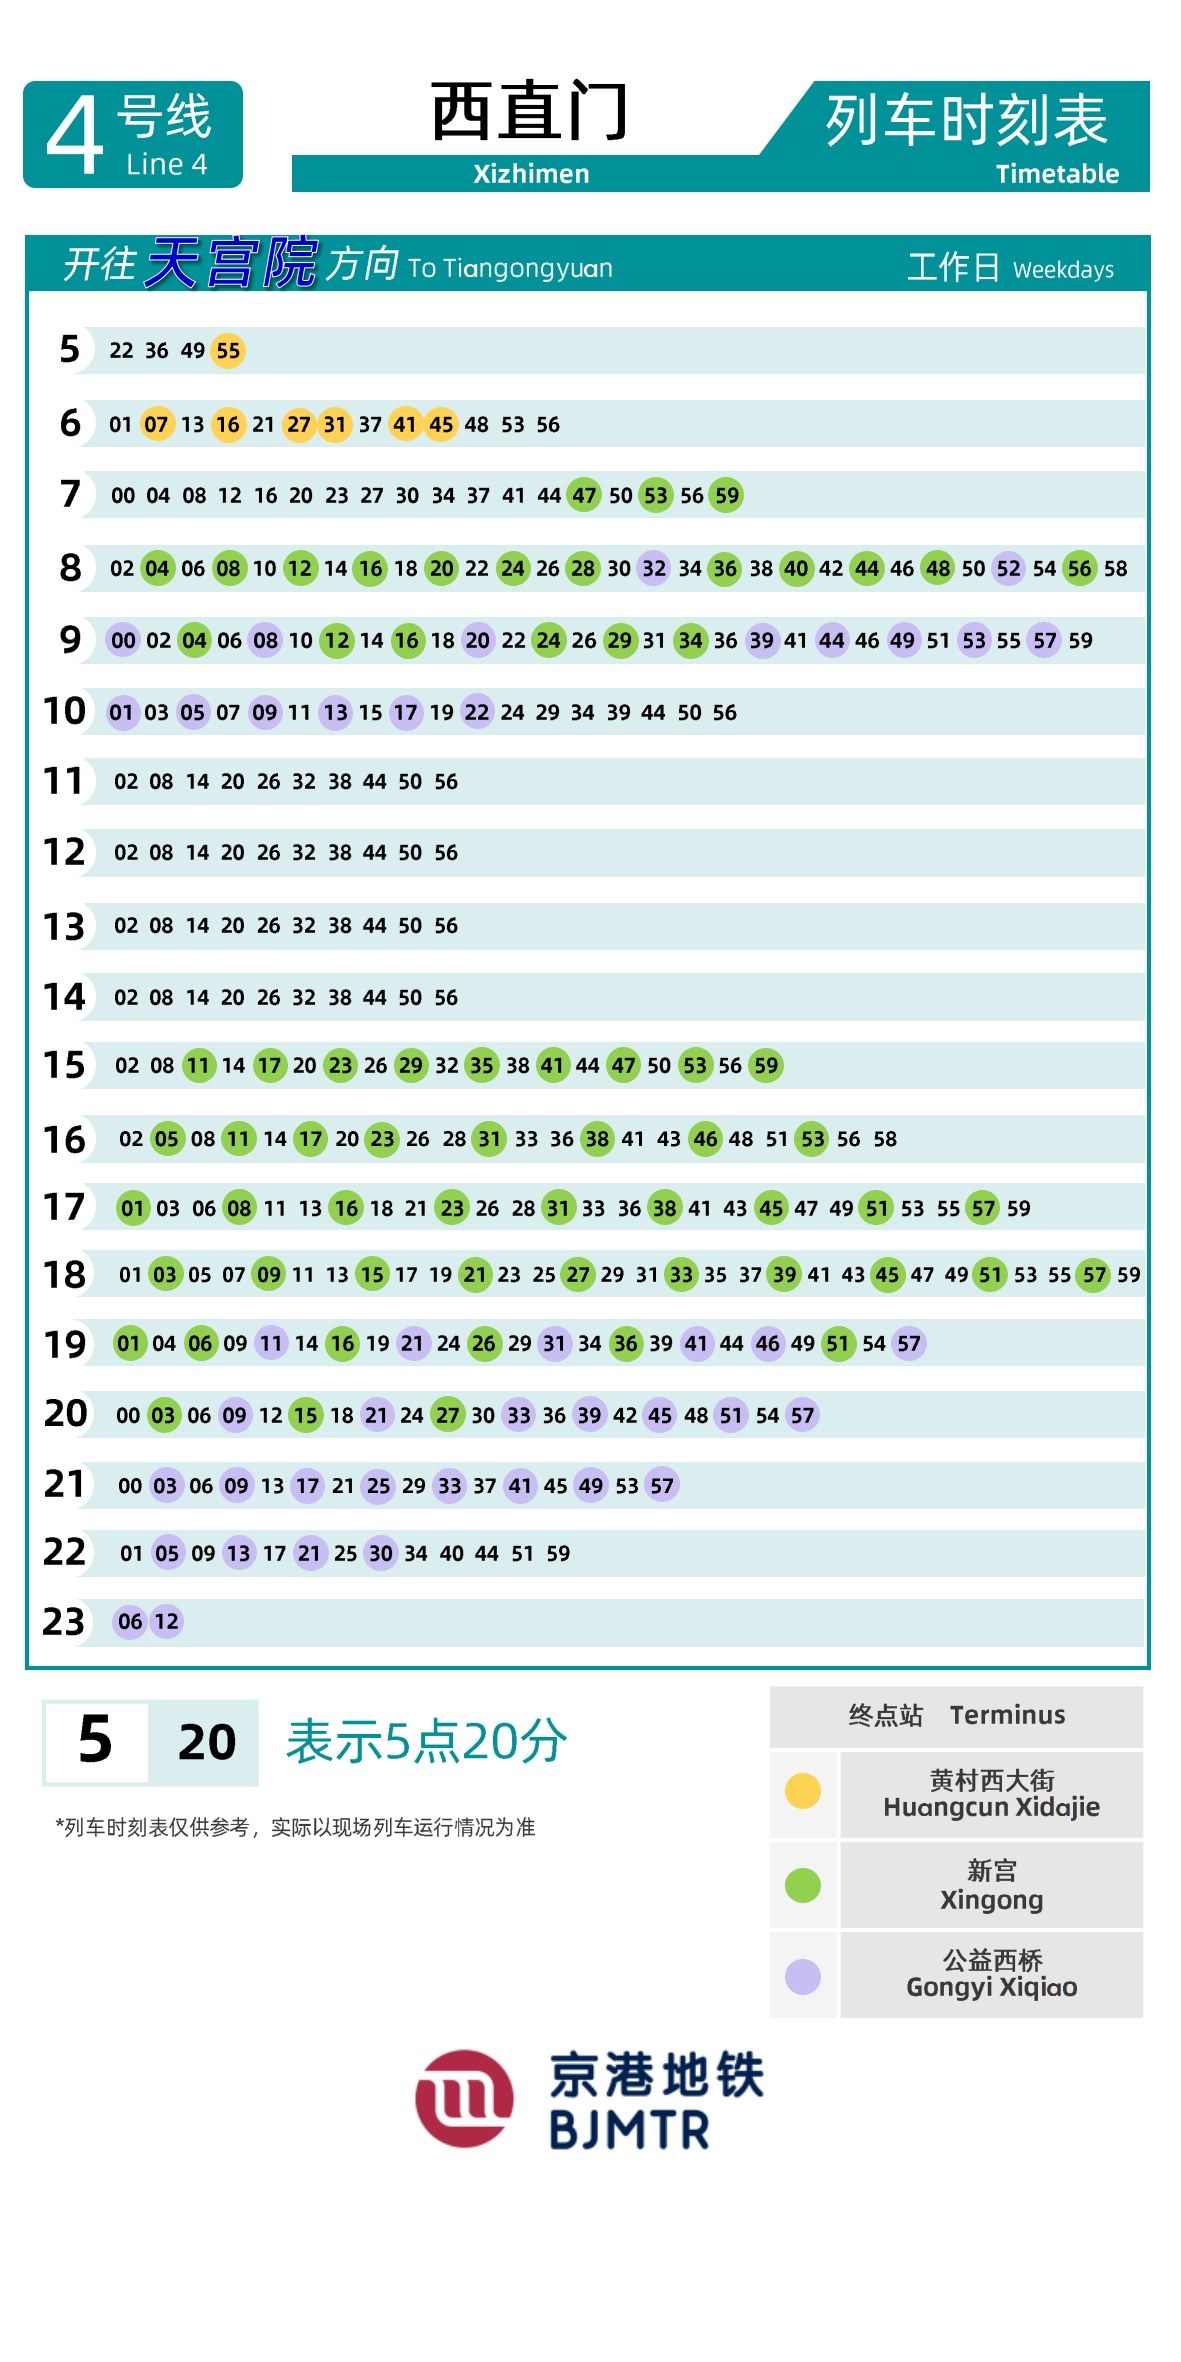 4 号线
Line 4
西直门
Xizhimen
列车时刻表
Timetable
开往 天宫院 方向 To Tiangongyuan 工作日 Weekdays
5 22 36 49 55
6 01 07 13 16 21 27 31 37 41 45 48 53 56
7 00 04 08 12 16 20 23 27 30 34 37 41 44 47 50 53 56 59
8 02 04 06 08 10 12 14 16 18 20 22 24 26 28 30 32 34 36 38 40 42 44 46 48 50 52 54 56 58
9 00 02 04 06 08 10 12 14 16 18 20 22 24 26 29 31 34 36 39 41 44 46 49 51 53 55 57 59
10 01 03 05 07 09 11 13 15 17 19 22 24 29 34 39 44 50 56
11 02 08 14 20 26 32 38 44 50 56
12 02 08 14 20 26 32 38 44 50 56
13 02 08 14 20 26 32 38 44 50 56
14 02 08 14 20 26 32 38 44 50 56
15 02 08 11 14 17 20 23 26 29 32 35 38 41 44 47 50 53 56 59
16 02 05 08 11 14 17 20 23 26 28 31 33 36 38 41 43 46 48 51 53 56 58
17 01 03 06 08 11 13 16 18 21 23 26 28 31 33 36 38 41 43 45 47 49 51 53 55 57 59
18 01 03 05 07 09 11 13 15 17 19 21 23 25 27 29 31 33 35 37 39 41 43 45 47 49 51 53 55 57 59
19 01 04 06 09 11 14 16 19 21 24 26 29 31 34 36 39 41 44 46 49 51 54 57
20 00 03 06 09 12 15 18 21 24 27 30 33 36 39 42 45 48 51 54 57
21 00 03 06 09 13 17 21 25 29 33 37 41 45 49 53 57
22 01 05 09 13 17 21 25 30 34 40 44 51 59
23 06 12
5 20 表示5点20分
*列车时刻表仅供参考，实际以现场列车运行情况为准
终点站 Terminus
黄村西大街
Huangcun Xidajie
新宫
Xingong
公益西桥
Gongyi Xiqiao
京港地铁
BJMTR